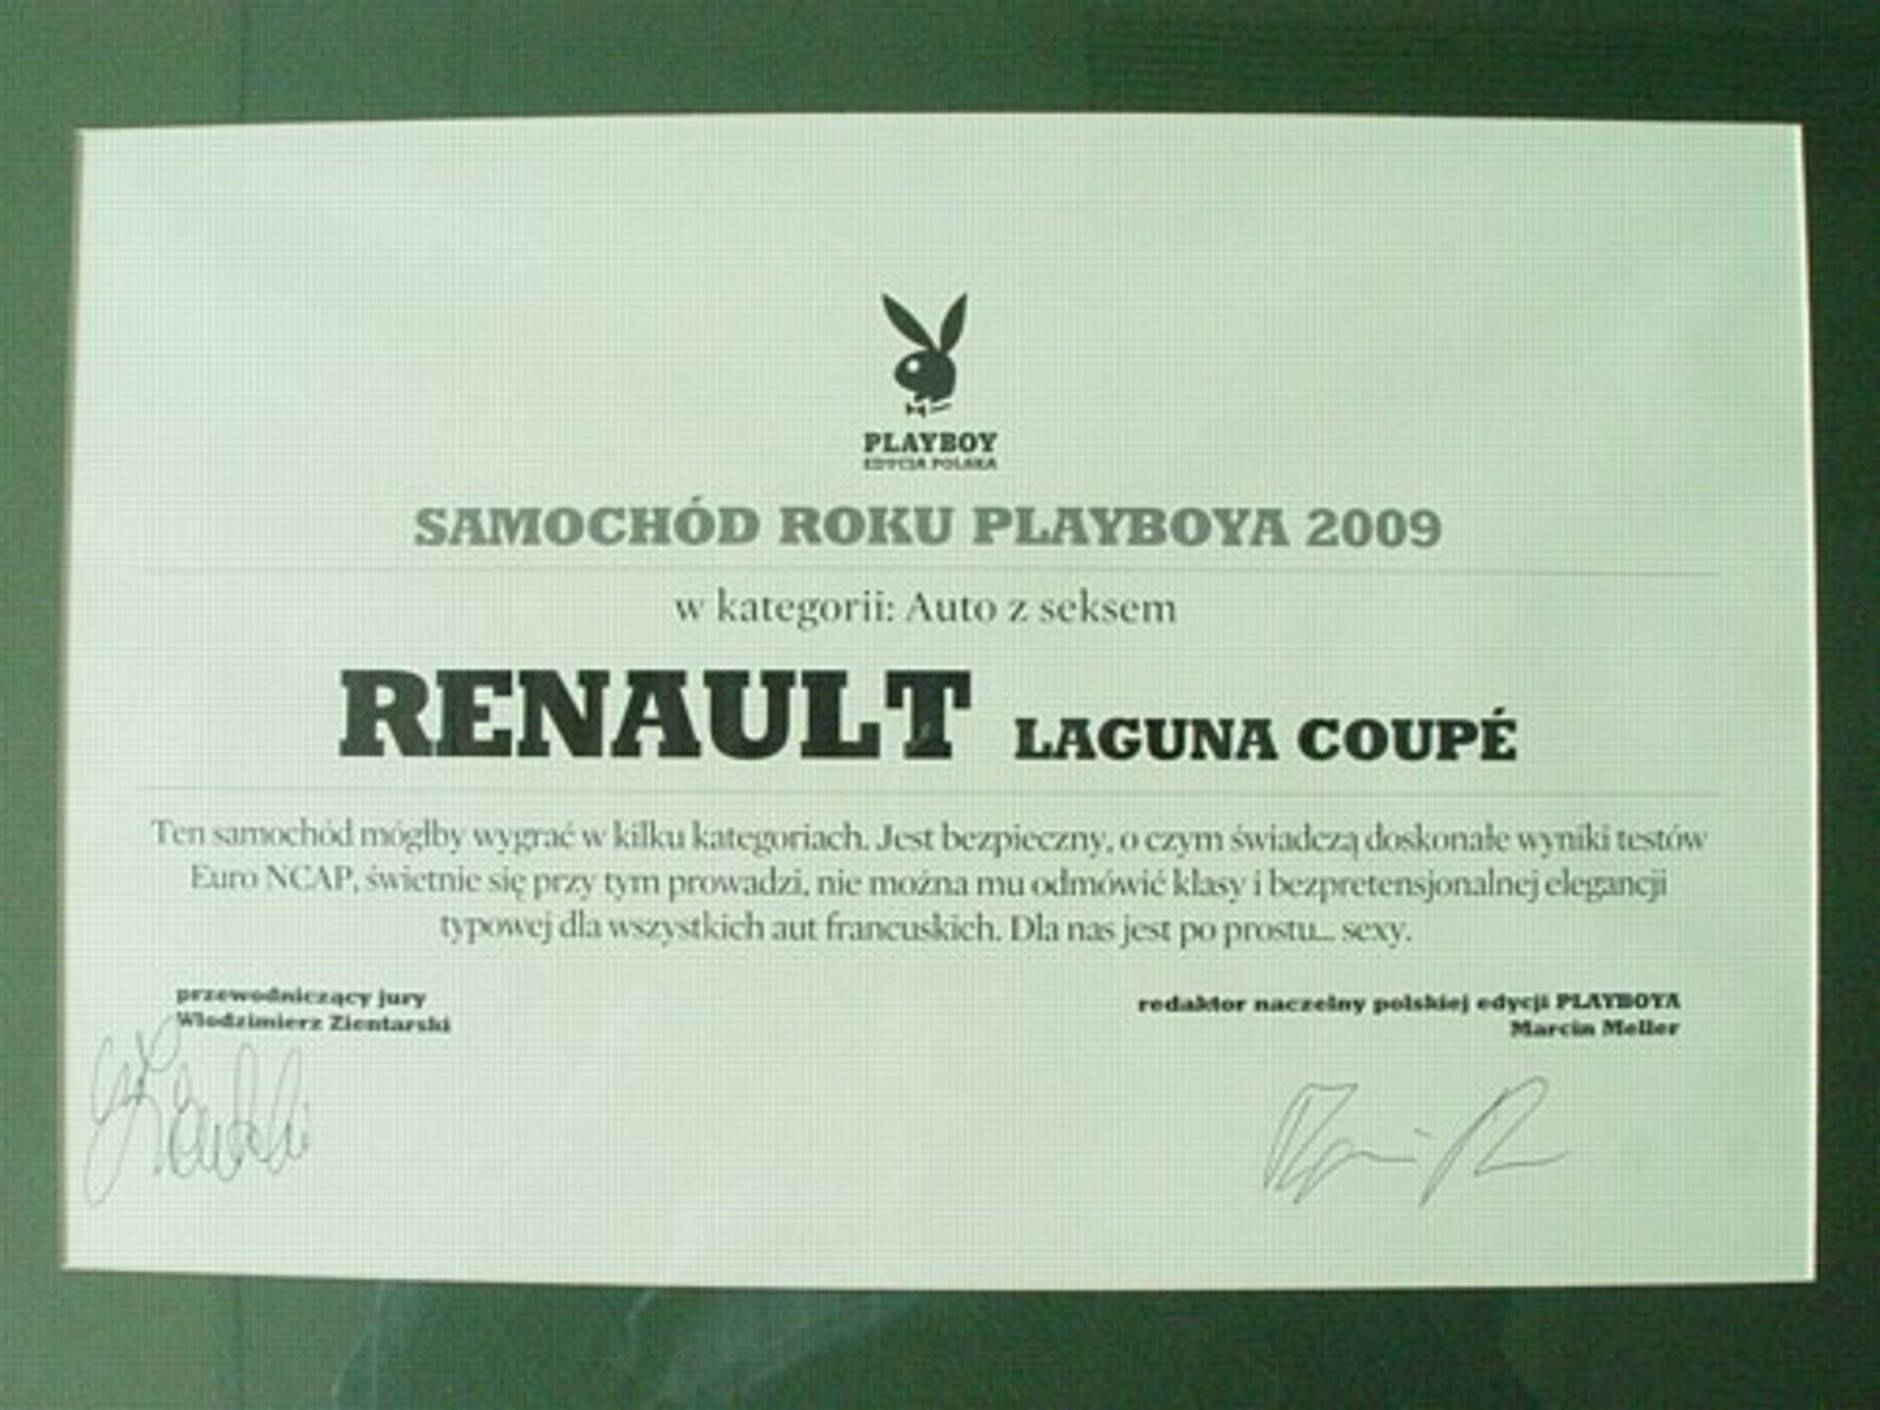 PLAYBOY
EDYCJA POLSKA
SAMOCHÓD ROKU PLAYBOYA 2009
w kategorii: Auto z seksem
RENAULT LAGUNA COUPÉ
Ten samochód mógłby wygrać w kilku kategoriach. Jest bezpieczny, o czym świadczą doskonałe wyniki testów
Euro NCAP, świetnie się przy tym prowadzi, nie można mu odmówić klasy i bezpretensjonalnej elegancji
typowej dla wszystkich aut francuskich. Dla nas jest po prostu... sexy.
przewodniczący jury
Włodzimierz Zientarski
redaktor naczelny polskiej edycji PLAYBOYA
Marcin Meller